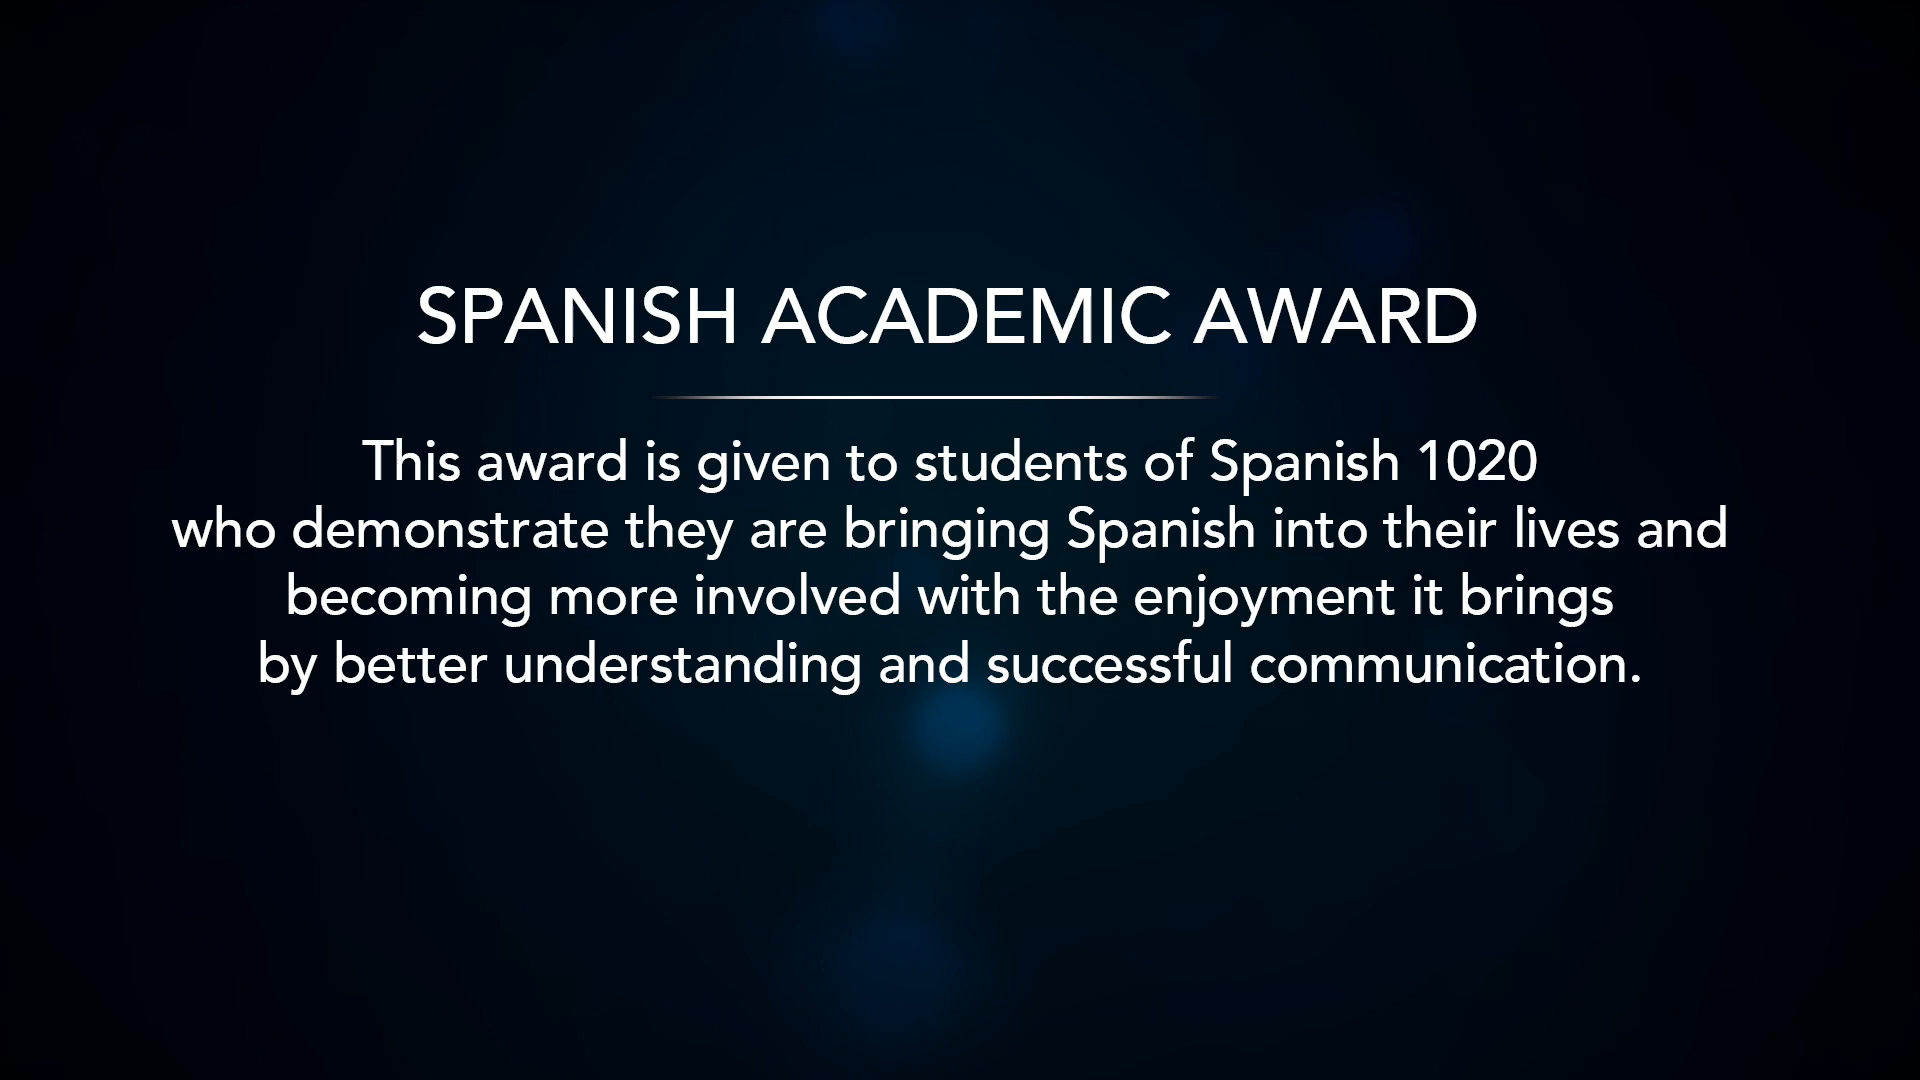 SPANISH ACADEMIC AWARD
This award is given to students of Spanish 1020
who demonstrate they are bringing Spanish into their lives and
becoming more involved with the enjoyment it brings
by better understanding and successful communication.